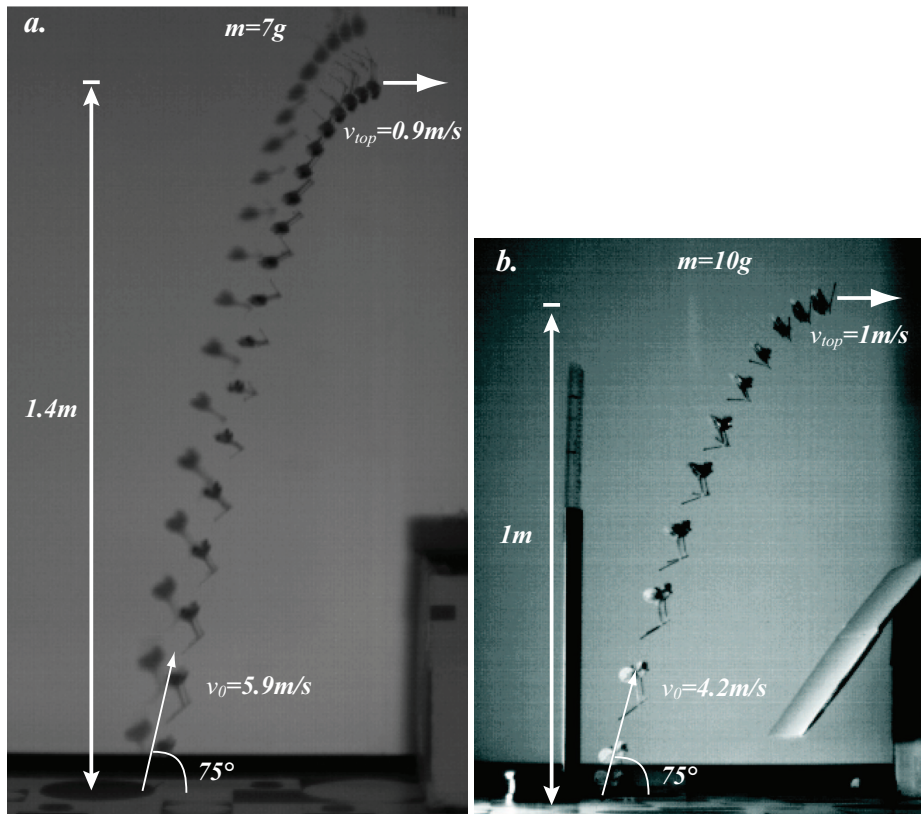 a.
m=7g
v_top=0.9m/s
1.4m
v_0=5.9m/s
75°
b.
m=10g
v_top=1m/s
1m
v_0=4.2m/s
75°